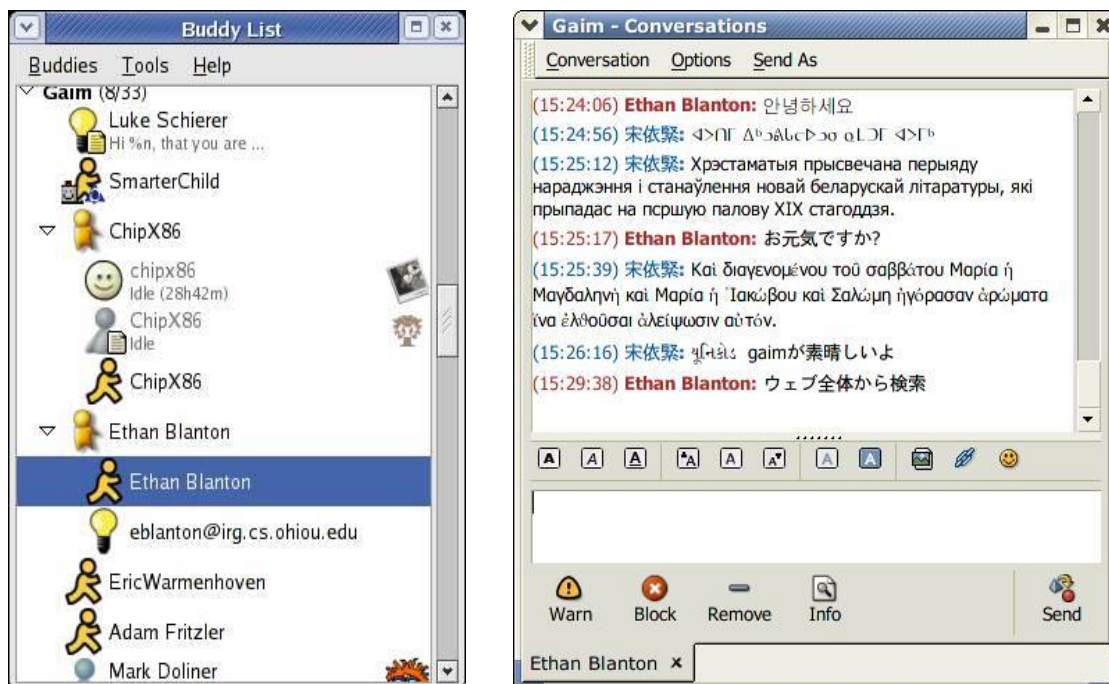 Buddy List
Buddies Tools Help
Gaim (8/33)
Luke Schierer
Hi %n, that you are ...
SmarterChild
ChipX86
chipx86
Idle (28h42m)
ChipX86
Idle
ChipX86
Ethan Blanton
Ethan Blanton
eblanton@irg.cs.ohiou.edu
EricWarmenhoven
Adam Fritzler
Mark Doliner
Gaim - Conversations
Conversation Options Send As
(15:24:06) Ethan Blanton: 안녕하세요
(15:24:56) 宋依緊: ᐊᐳᑎᒥ ᐃᒃᓄᕕᒐᓕᐅᓄᓂ ᓇᒪᑐᒥ ᐊᐳᒥᒃ
(15:25:12) 宋依緊: Хрэстаматыя прысвечана перыяду
нараджэння і станаўлення новай беларускай літаратуры, які
прыпадае на першую палову XIX стагоддзя.
(15:25:17) Ethan Blanton: お元気ですか?
(15:25:39) 宋依緊: Καὶ διαγενομένου τοῦ σαββάτου Μαρία ἡ
Μαγδαληνὴ καὶ Μαρία ἡ Ἰακώβου καὶ Σαλώμη ἠγόρασαν ἀρώματα
ἵνα ἐλθοῦσαι ἀλείψωσιν αὐτόν.
(15:26:16) 宋依緊: યૂનિકોડ gaimが素晴しいよ
(15:29:38) Ethan Blanton: ウェブ全体から検索
Warn Block Remove Info Send
Ethan Blanton